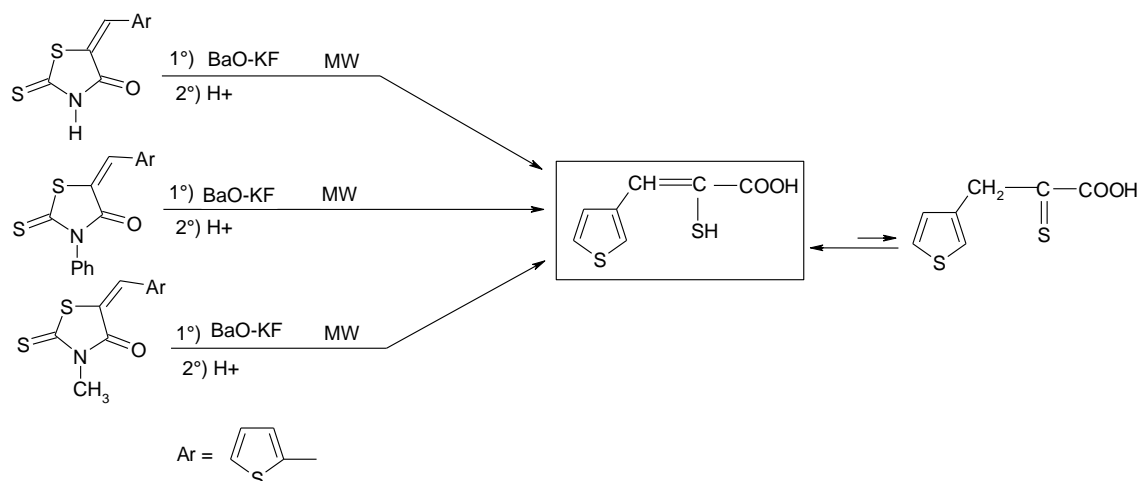 Ar
S
S
N
O
H
1°) BaO-KF MW
2°) H+
Ar
S
S
N
O
Ph
1°) BaO-KF MW
2°) H+
Ar
S
S
N
O
CH3
1°) BaO-KF MW
2°) H+
CH C COOH
SH
S
CH2 COOH
S
S
Ar =
S